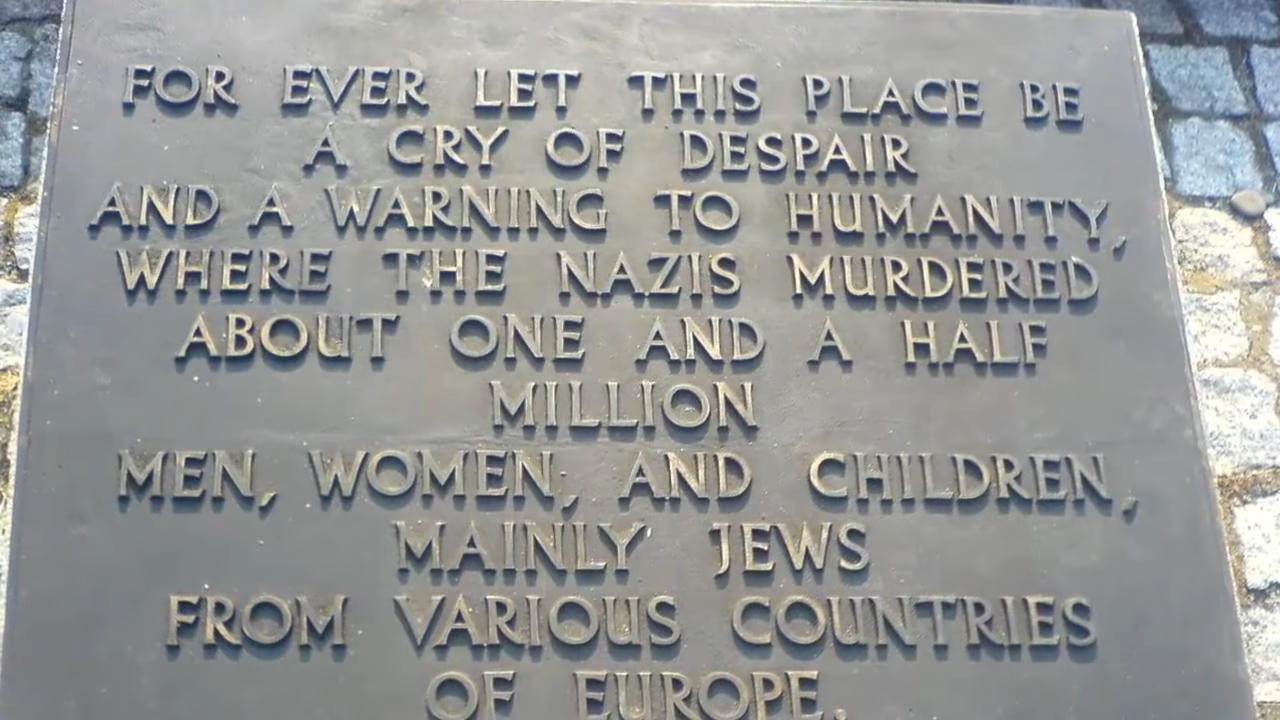 FOR EVER LET THIS PLACE BE
A CRY OF DESPAIR
AND A WARNING TO HUMANITY,
WHERE THE NAZIS MURDERED
ABOUT ONE AND A HALF
MILLION
MEN, WOMEN, AND CHILDREN,
MAINLY JEWS
FROM VARIOUS COUNTRIES
OF EUROPE.